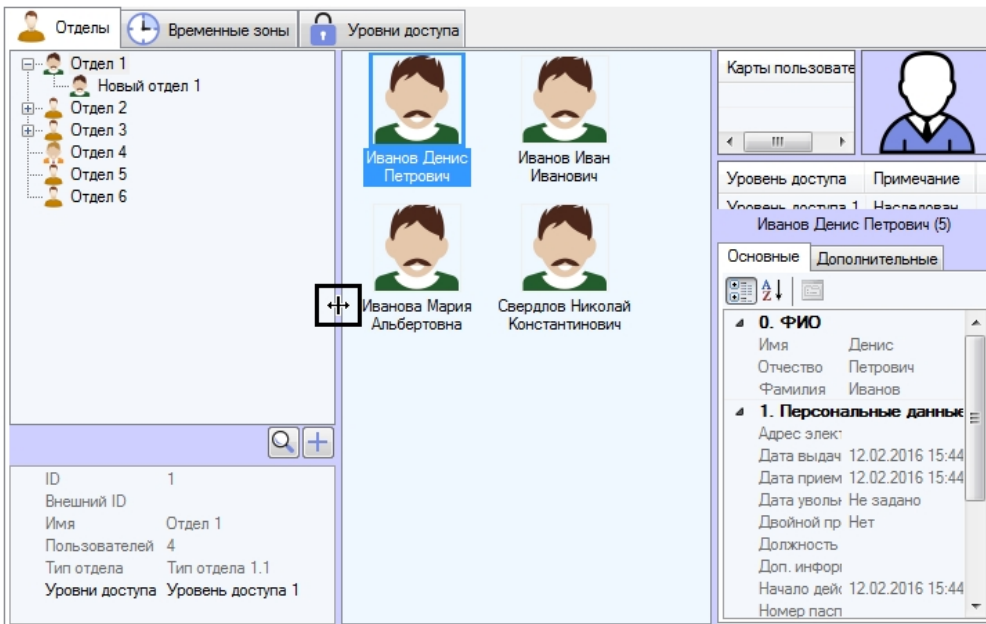 Отделы
Временные зоны
Уровни доступа
Отдел 1
Новый отдел 1
Отдел 2
Отдел 3
Отдел 4
Отдел 5
Отдел 6
ID 1
Внешний ID
Имя Отдел 1
Пользователей 4
Тип отдела Тип отдела 1.1
Уровни доступа Уровень доступа 1
Иванов Денис
Петрович
Иванов Иван
Иванович
Иванова Мария
Альбертовна
Свердлов Николай
Константинович
Карты пользовате
Уровень доступа Примечание
Уровень доступа 1 Наследован
Иванов Денис Петрович (5)
Основные
Дополнительные
0. ФИО
Имя Денис
Отчество Петрович
Фамилия Иванов
1. Персональные данные
Адрес элект
Дата выдач 12.02.2016 15:44
Дата прием 12.02.2016 15:44
Дата уволь Не задано
Двойной пр Нет
Должность
Доп. инфор
Начало дейс 12.02.2016 15:44
Номер пасп